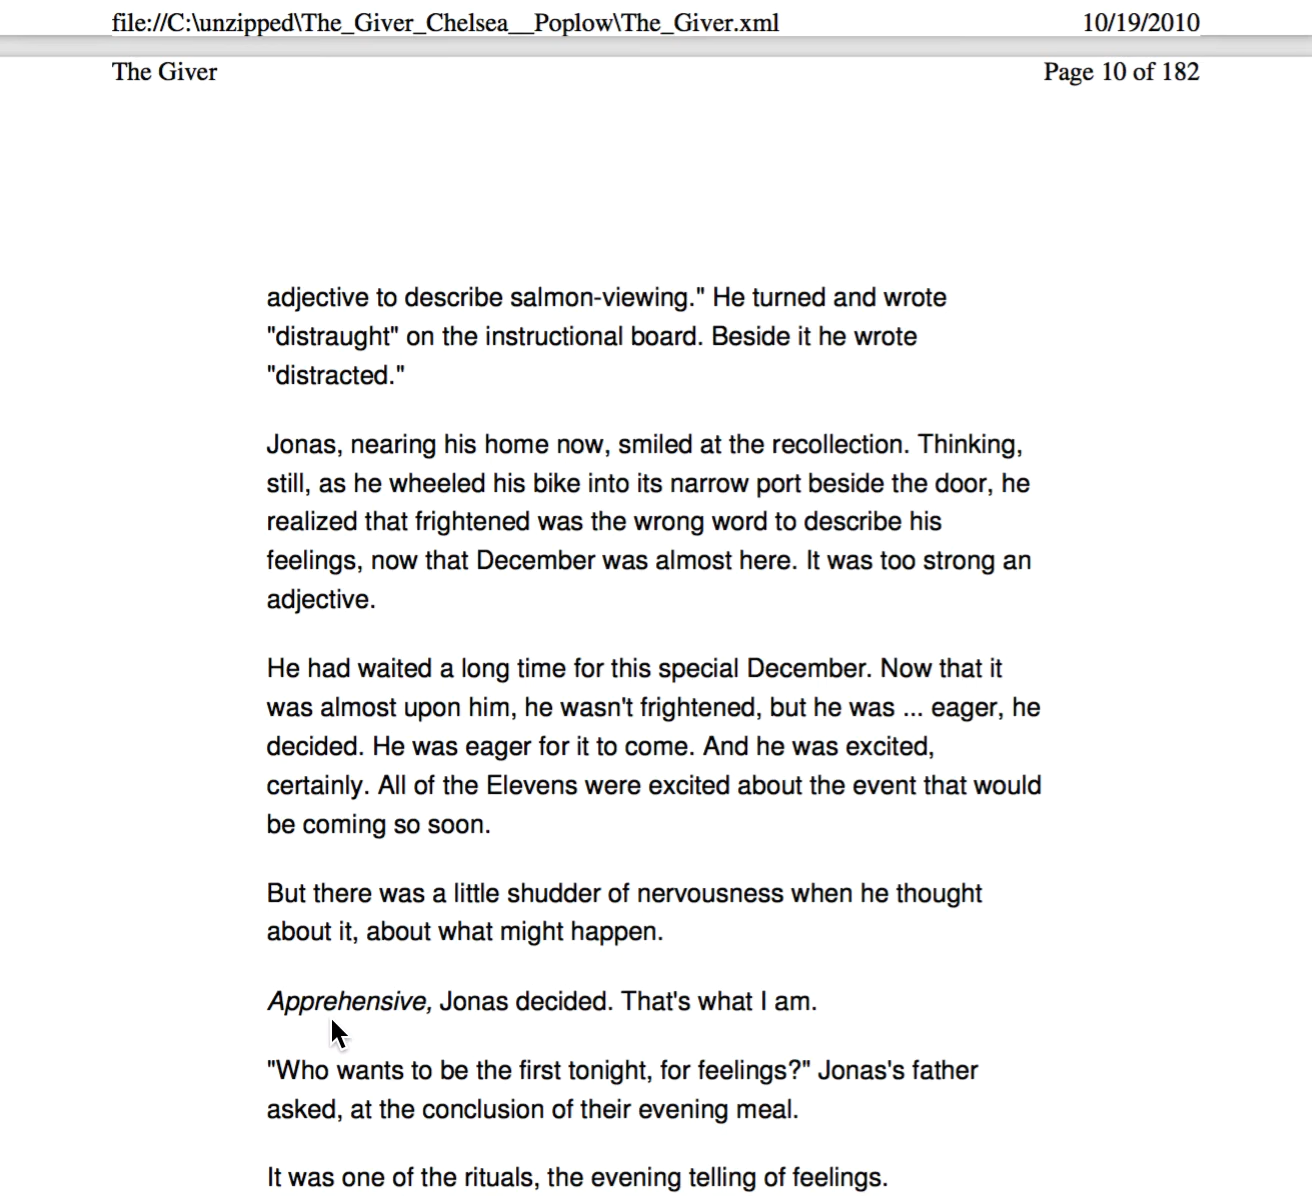 file://C:\unzipped\The_Giver_Chelsea__Poplow\The_Giver.xml 10/19/2010
The Giver Page 10 of 182
adjective to describe salmon-viewing." He turned and wrote
"distraught" on the instructional board. Beside it he wrote
"distracted."
Jonas, nearing his home now, smiled at the recollection. Thinking,
still, as he wheeled his bike into its narrow port beside the door, he
realized that frightened was the wrong word to describe his
feelings, now that December was almost here. It was too strong an
adjective.
He had waited a long time for this special December. Now that it
was almost upon him, he wasn't frightened, but he was ... eager, he
decided. He was eager for it to come. And he was excited,
certainly. All of the Elevens were excited about the event that would
be coming so soon.
But there was a little shudder of nervousness when he thought
about it, about what might happen.
Apprehensive, Jonas decided. That's what I am.
"Who wants to be the first tonight, for feelings?" Jonas's father
asked, at the conclusion of their evening meal.
It was one of the rituals, the evening telling of feelings.